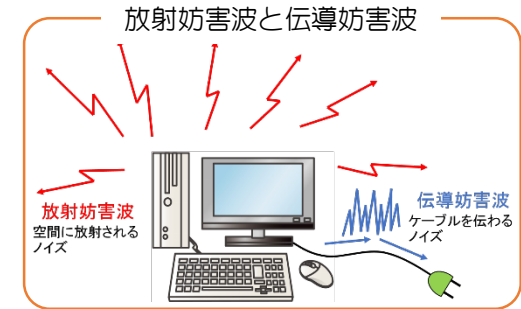 放射妨害波と伝導妨害波
放射妨害波
空間に放射される
ノイズ
伝導妨害波
ケーブルを伝わる
ノイズ